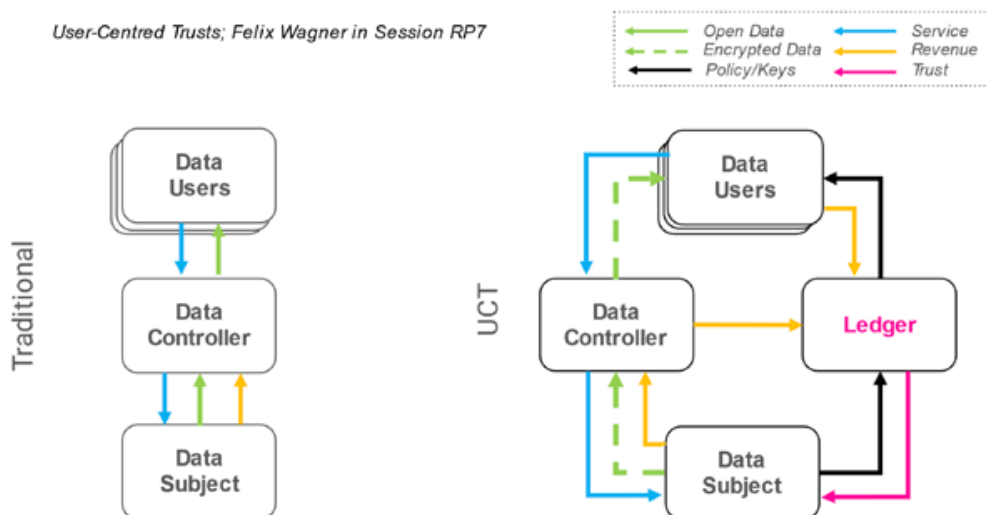 User-Centred Trusts; Felix Wagner in Session RP7
Open Data
Encrypted Data
Policy/Keys
Service
Revenue
Trust
Traditional
Data
Users
Data
Controller
Data
Subject
UCT
Data
Users
Data
Controller
Ledger
Data
Subject